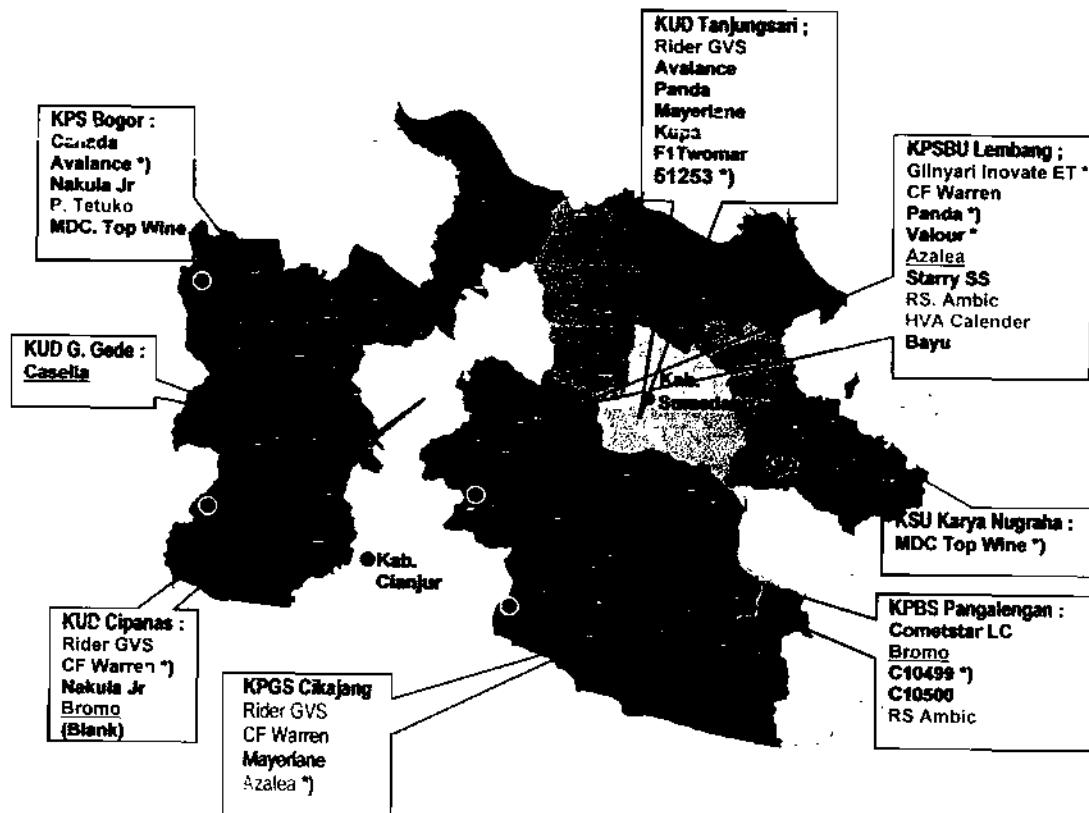 KUD Tanjungsari ;
Rider GVS
Avalance
Panda
Mayerlane
Kupa
F1Twomar
51253 *)
KPS Bogor :
Canada
Avalance *)
Nakula Jr
P. Tetuko
MDC. Top Wine
KPSBU Lembang ;
Glinyari Inovate ET *
CF Warren
Panda *)
Valour *
Azalea
Starry SS
RS. Ambic
HVA Calender
Bayu
KUD G. Gede :
Casella
Kab.
KSU Karya Nugraha :
MDC Top Wine *)
Kab.
Cianjur
KUD Cipanas :
Rider GVS
CF Warren *)
Nakula Jr
Bromo
(Blank)
KPGS Cikajang
Rider GVS
CF Warren
Mayerlane
Azalea *)
KPBS Pangalengan :
Cometstar LC
Bromo
C10499 *)
C10500
RS Ambic